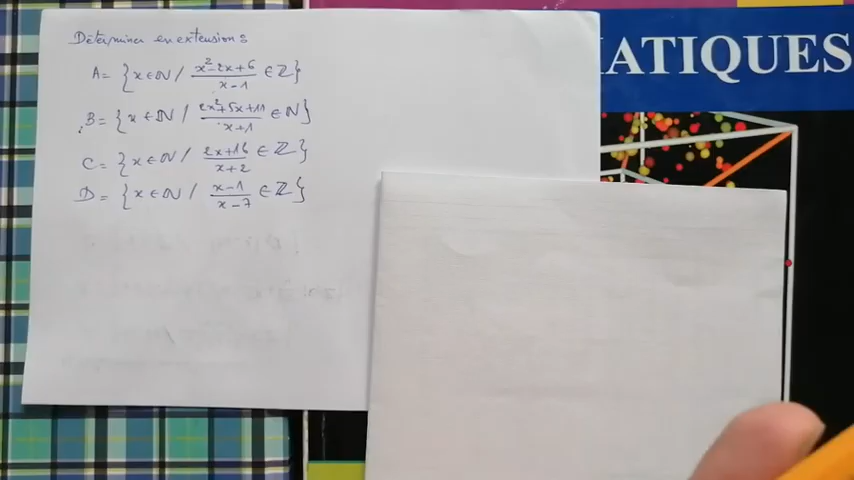 Déterminer en extension :
A = { x ∈ ℕ / (x² - 2x + 6)/(x - 1) ∈ ℤ }
B = { x ∈ ℕ / (2x² + 5x + 11)/(x + 1) ∈ ℕ }
C = { x ∈ ℕ / (2x + 16)/(x + 2) ∈ ℤ }
D = { x ∈ ℕ / (x - 1)/(x - 7) ∈ ℤ }
ATIQUES